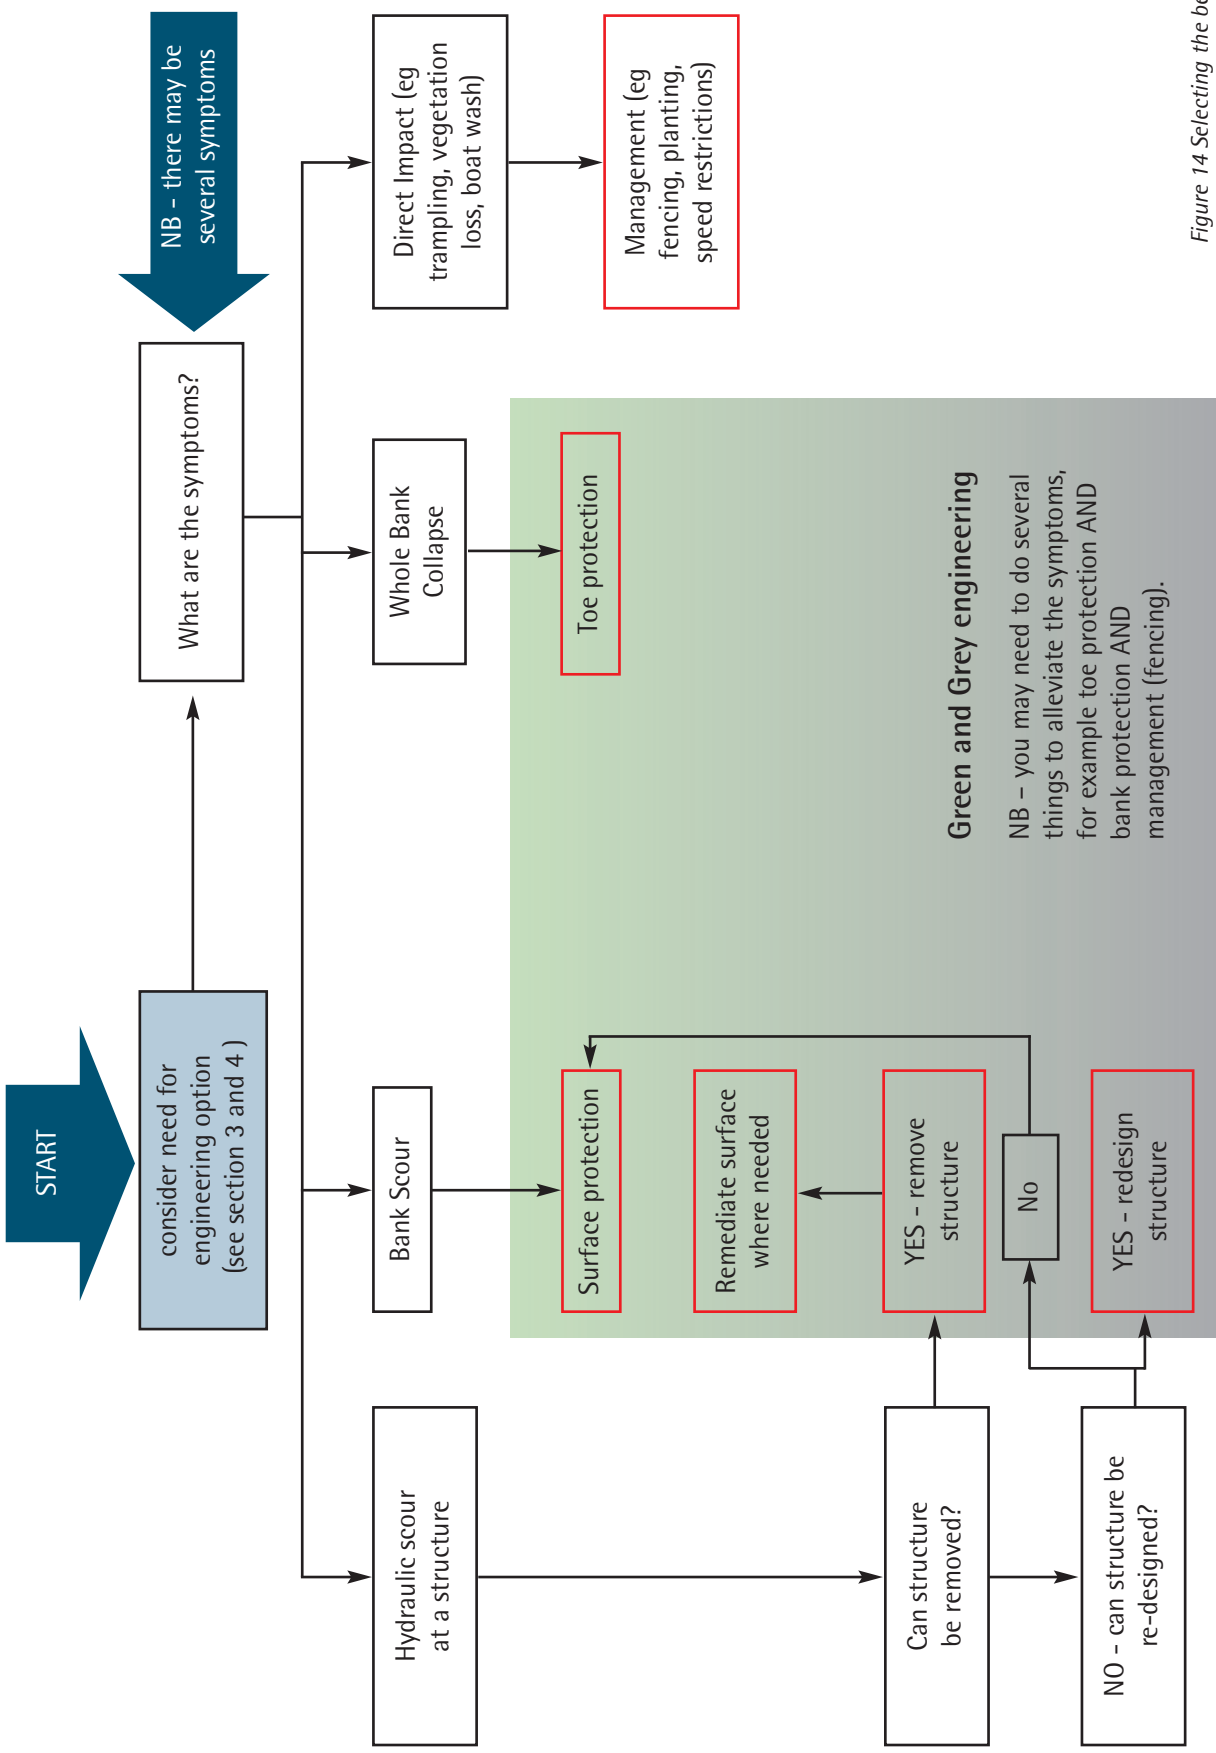 START
consider need for
engineering option
(see section 3 and 4 )
What are the symptoms?
NB - there may be
several symptoms
Hydraulic scour
at a structure
Bank Scour
Whole Bank
Collapse
Direct Impact (eg
trampling, vegetation
loss, boat wash)
Surface protection
Toe protection
Management (eg
fencing, planting,
speed restrictions)
Remediate surface
where needed
Can structure
be removed?
YES - remove
structure
No
NO - can structure be
re-designed?
YES - redesign
structure
Green and Grey engineering
NB – you may need to do several
things to alleviate the symptoms,
for example toe protection AND
bank protection AND
management (fencing).
Figure 14 Selecting the